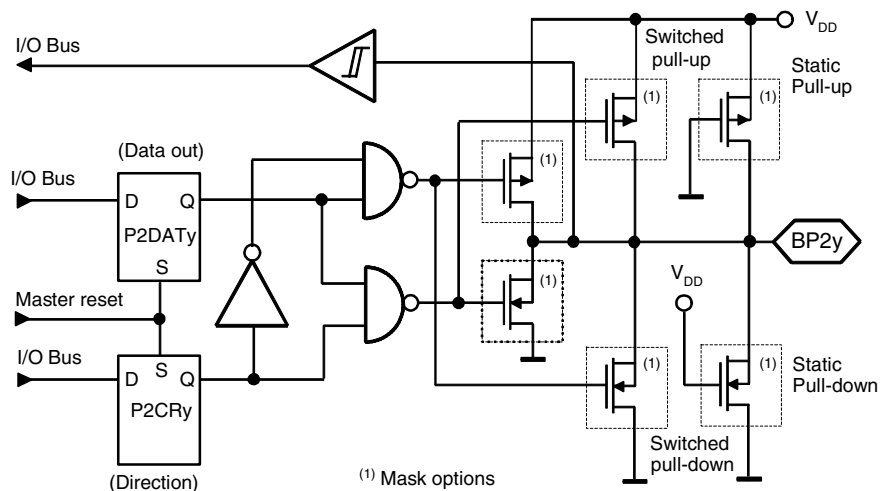 I/O Bus
Switched
pull-up
V_DD
Static
Pull-up
(1)
(1)
(Data out)
I/O Bus
D Q
P2DATy
S
(1)
BP2y
Master reset
(1)
V_DD
I/O Bus
S
D Q
P2CRy
(1)
(1)
Static
Pull-down
Switched
pull-down
(Direction)
(1) Mask options